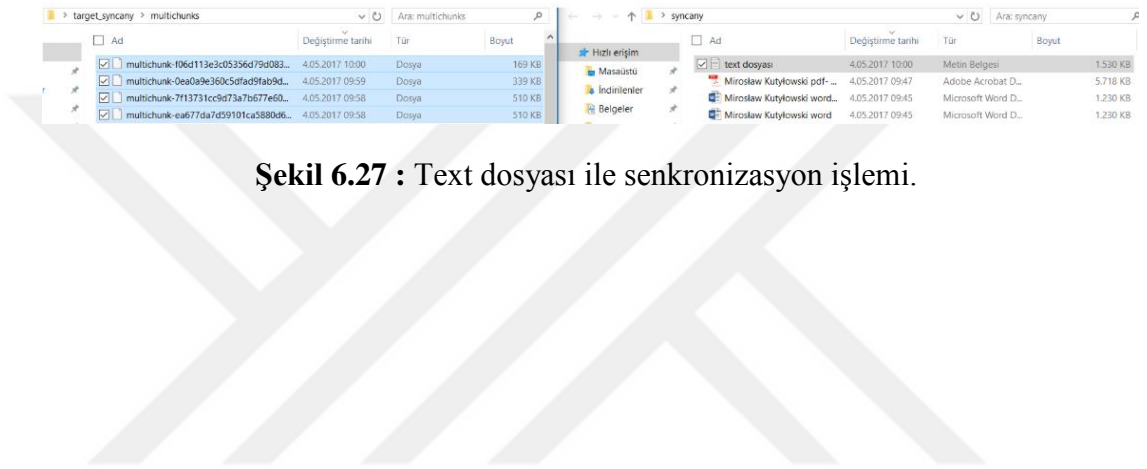 target_syncany > multichunks
Ara: multichunks
Ad Değiştirme tarihi Tür Boyut
multichunk-f06d113e3c05356d79d083... 4.05.2017 10:00 Dosya 169 KB
multichunk-0ea0a9e360c5dfad9fab9d... 4.05.2017 09:59 Dosya 339 KB
multichunk-7f13731cc9d73a7b677e60... 4.05.2017 09:58 Dosya 510 KB
multichunk-ea677da7d59101ca5880d6... 4.05.2017 09:58 Dosya 510 KB
syncany
Ara: syncany
Hızlı erişim
Masaüstü
İndirilenler
Belgeler
Ad Değiştirme tarihi Tür Boyut
text dosyası 4.05.2017 10:00 Metin Belgesi 1.530 KB
Mirosław Kutyłowski pdf- ... 4.05.2017 09:47 Adobe Acrobat D... 5.718 KB
Mirosław Kutyłowski word... 4.05.2017 09:45 Microsoft Word D... 1.230 KB
Mirosław Kutyłowski word 4.05.2017 09:45 Microsoft Word D... 1.230 KB
Şekil 6.27 : Text dosyası ile senkronizasyon işlemi.